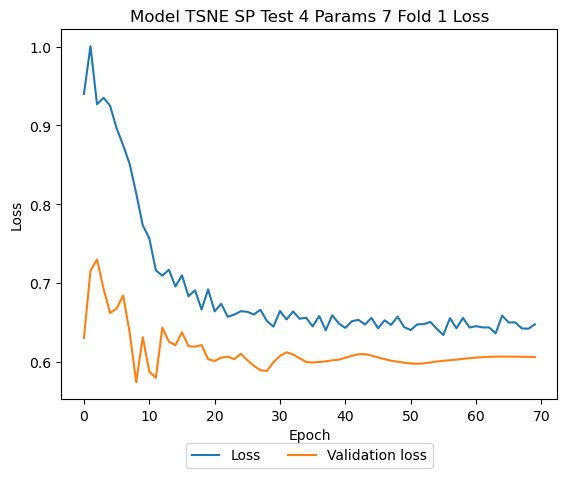 Model TSNE SP Test 4 Params 7 Fold 1 Loss
1.0
0.9
0.8
0.7
0.6
Loss
0 10 20 30 40 50 60 70
Epoch
Loss Validation loss